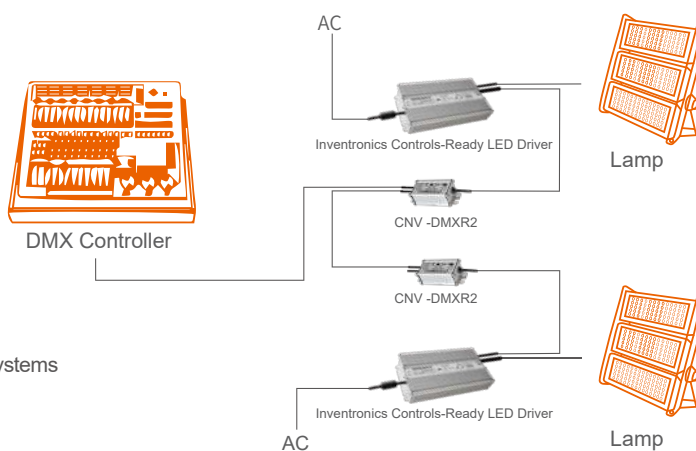 AC
Inventronics Controls-Ready LED Driver
Lamp
CNV -DMXR2
DMX Controller
CNV -DMXR2
ystems
Inventronics Controls-Ready LED Driver
AC
Lamp